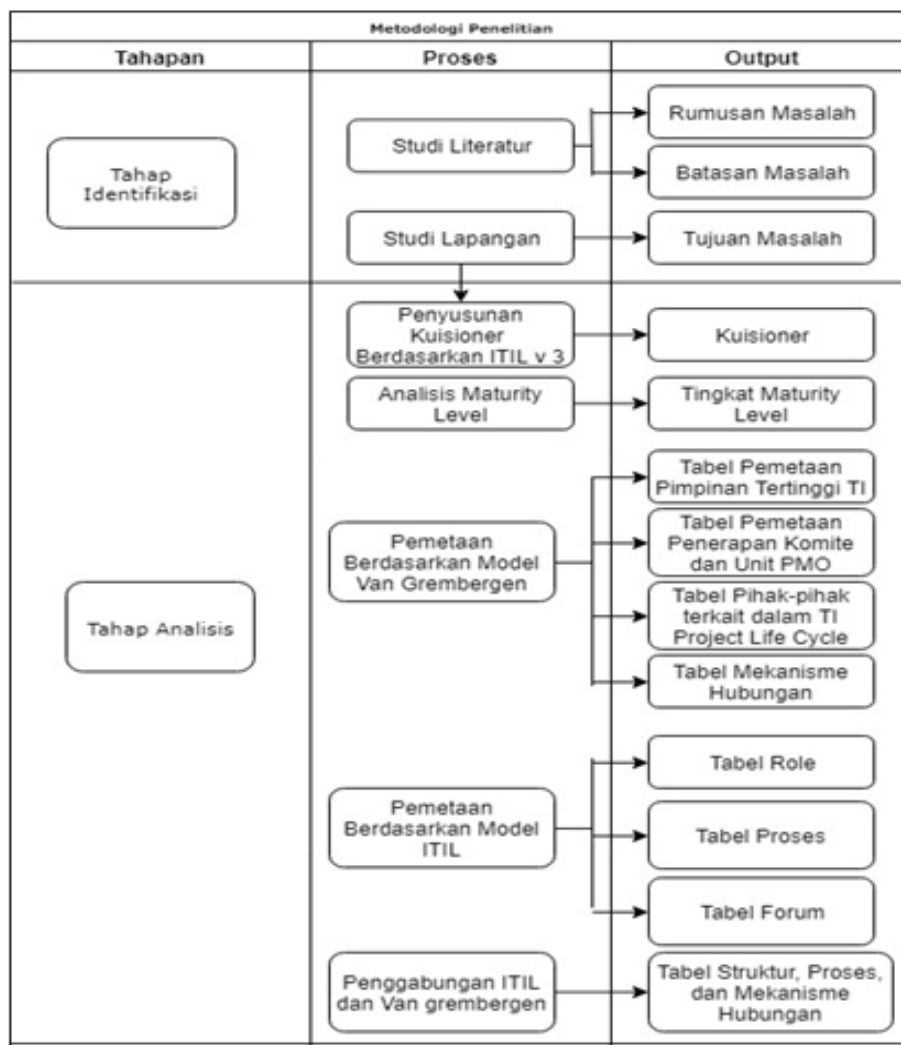 Metodologi Penelitian
Tahapan
Proses
Output
Tahap
Identifikasi
Studi Literatur
Rumusan Masalah
Batasan Masalah
Studi Lapangan
Tujuan Masalah
Tahap Analisis
Penyusunan
Kuisioner
Berdasarkan ITIL v 3
Kuisioner
Analisis Maturity
Level
Tingkat Maturity
Level
Pemetaan
Berdasarkan Model
Van Grembergen
Tabel Pemetaan
Pimpinan Tertinggi TI
Tabel Pemetaan
Penerapan Komite
dan Unit PMO
Tabel Pihak-pihak
terkait dalam TI
Project Life Cycle
Tabel Mekanisme
Hubungan
Pemetaan
Berdasarkan Model
ITIL
Tabel Role
Tabel Proses
Tabel Forum
Penggabungan ITIL
dan Van grembergen
Tabel Struktur, Proses,
dan Mekanisme
Hubungan